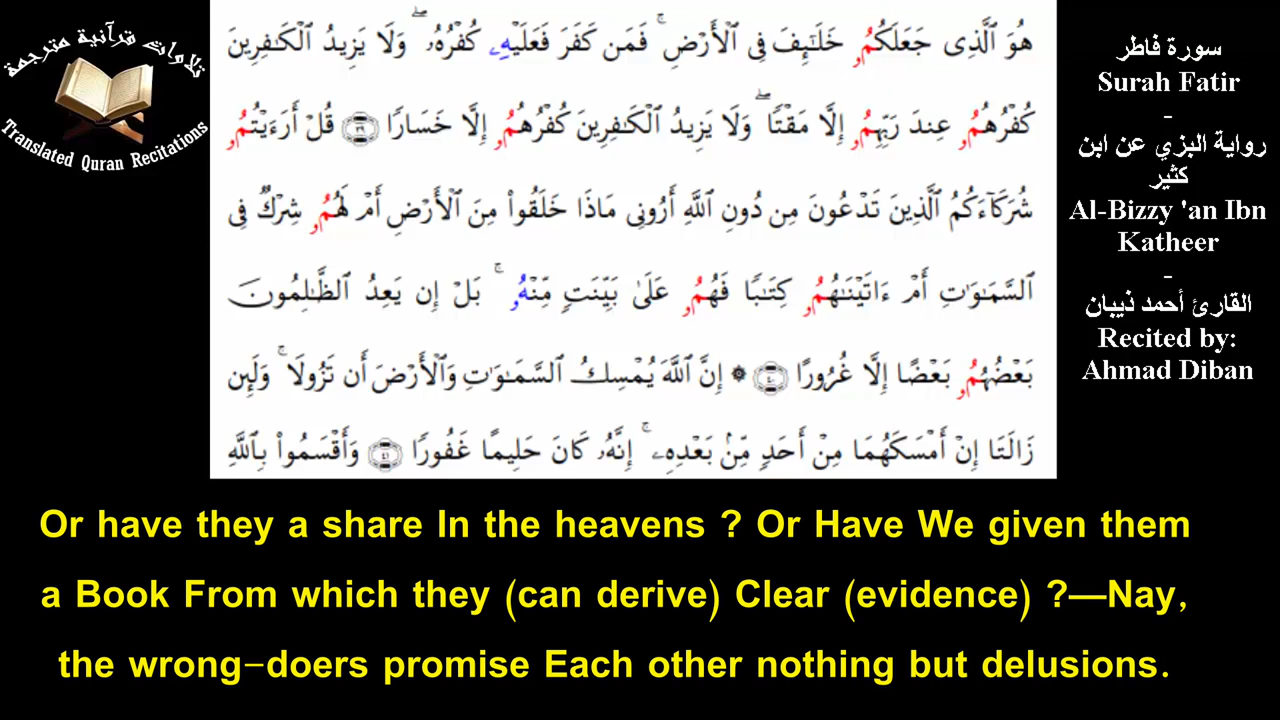 تلاوات قرآنية مترجمة
Translated Quran Recitations
هُوَ ٱلَّذِى جَعَلَكُمُۥ خَلَـٰٓئِفَ فِى ٱلْأَرْضِ ۚ فَمَن كَفَرَ فَعَلَيْهِۦ كُفْرُهُۥ ۖ وَلَا يَزِيدُ ٱلْكَـٰفِرِينَ
كُفْرُهُمُۥ عِندَ رَبِّهِمُۥ إِلَّا مَقْتًا ۖ وَلَا يَزِيدُ ٱلْكَـٰفِرِينَ كُفْرُهُمُۥ إِلَّا خَسَارًا ٣٩ قُلْ أَرَءَيْتُمُۥ
شُرَكَآءَكُمُ ٱلَّذِينَ تَدْعُونَ مِن دُونِ ٱللَّهِ أَرُونِى مَاذَا خَلَقُوا۟ مِنَ ٱلْأَرْضِ أَمْ لَهُمُۥ شِرْكٌ فِى
ٱلسَّمَـٰوَٰتِ أَمْ ءَاتَيْنَـٰهُمُۥ كِتَـٰبًا فَهُمُۥ عَلَىٰ بَيِّنَتٍ مِّنْهُۥ ۚ بَلْ إِن يَعِدُ ٱلظَّـٰلِمُونَ
بَعْضُهُمُۥ بَعْضًا إِلَّا غُرُورًا ٤٠ ۞ إِنَّ ٱللَّهَ يُمْسِكُ ٱلسَّمَـٰوَٰتِ وَٱلْأَرْضَ أَن تَزُولَا ۚ وَلَئِن
زَالَتَا إِنْ أَمْسَكَهُمَا مِنْ أَحَدٍ مِّنۢ بَعْدِهِۦ ۚ إِنَّهُۥ كَانَ حَلِيمًا غَفُورًا ٤١ وَأَقْسَمُوا۟ بِٱللَّهِ
سورة فاطر
Surah Fatir
-
رواية البزي عن ابن
كثير
Al-Bizzy 'an Ibn
Katheer
-
القارئ أحمد ذيبان
Recited by:
Ahmad Diban
Or have they a share In the heavens ? Or Have We given them
a Book From which they (can derive) Clear (evidence) ?—Nay,
the wrong-doers promise Each other nothing but delusions.